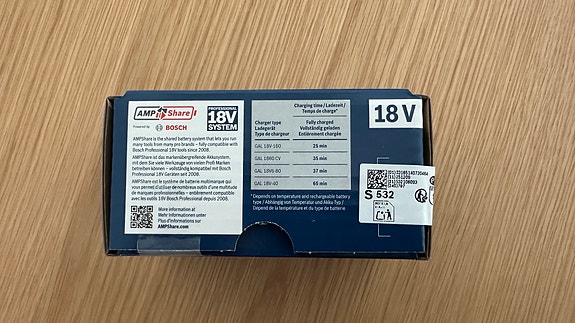 AMPShare
Powered by BOSCH
PROFESSIONAL
18V
SYSTEM
AMPShare is the shared battery system that lets you run
many tools from many pro brands – fully compatible with
Bosch Professional 18V tools since 2008.
AMPShare ist das markenübergreifende Akkusystem,
mit dem Sie viele Werkzeuge von vielen Profi Marken
betreiben können – vollständig kompatibel mit Bosch
Professional 18V Geräten seit 2008.
AMPShare est le système de batterie multimarque qui
vous permet d'utiliser de nombreux outils d'une multitude
de marques professionnelles – entièrement compatible
avec les outils 18V Bosch Professional depuis 2008.
More information at
Mehr Informationen unter
Plus d'informations sur
AMPShare.com
Charging time / Ladezeit /
Temps de charge*
Charger type
Ladegerät
Type de chargeur
Fully charged
Vollständig geladen
Entièrement chargée
GAL 18V-160 25 min
GAL 1880 CV 35 min
GAL 18V6-80 37 min
GAL 18V-40 65 min
*Depends on temperature and rechargeable battery
type / Abhängig von Temperatur und Akku Typ /
Dépend de la température et du type de batterie
18 V
S 532